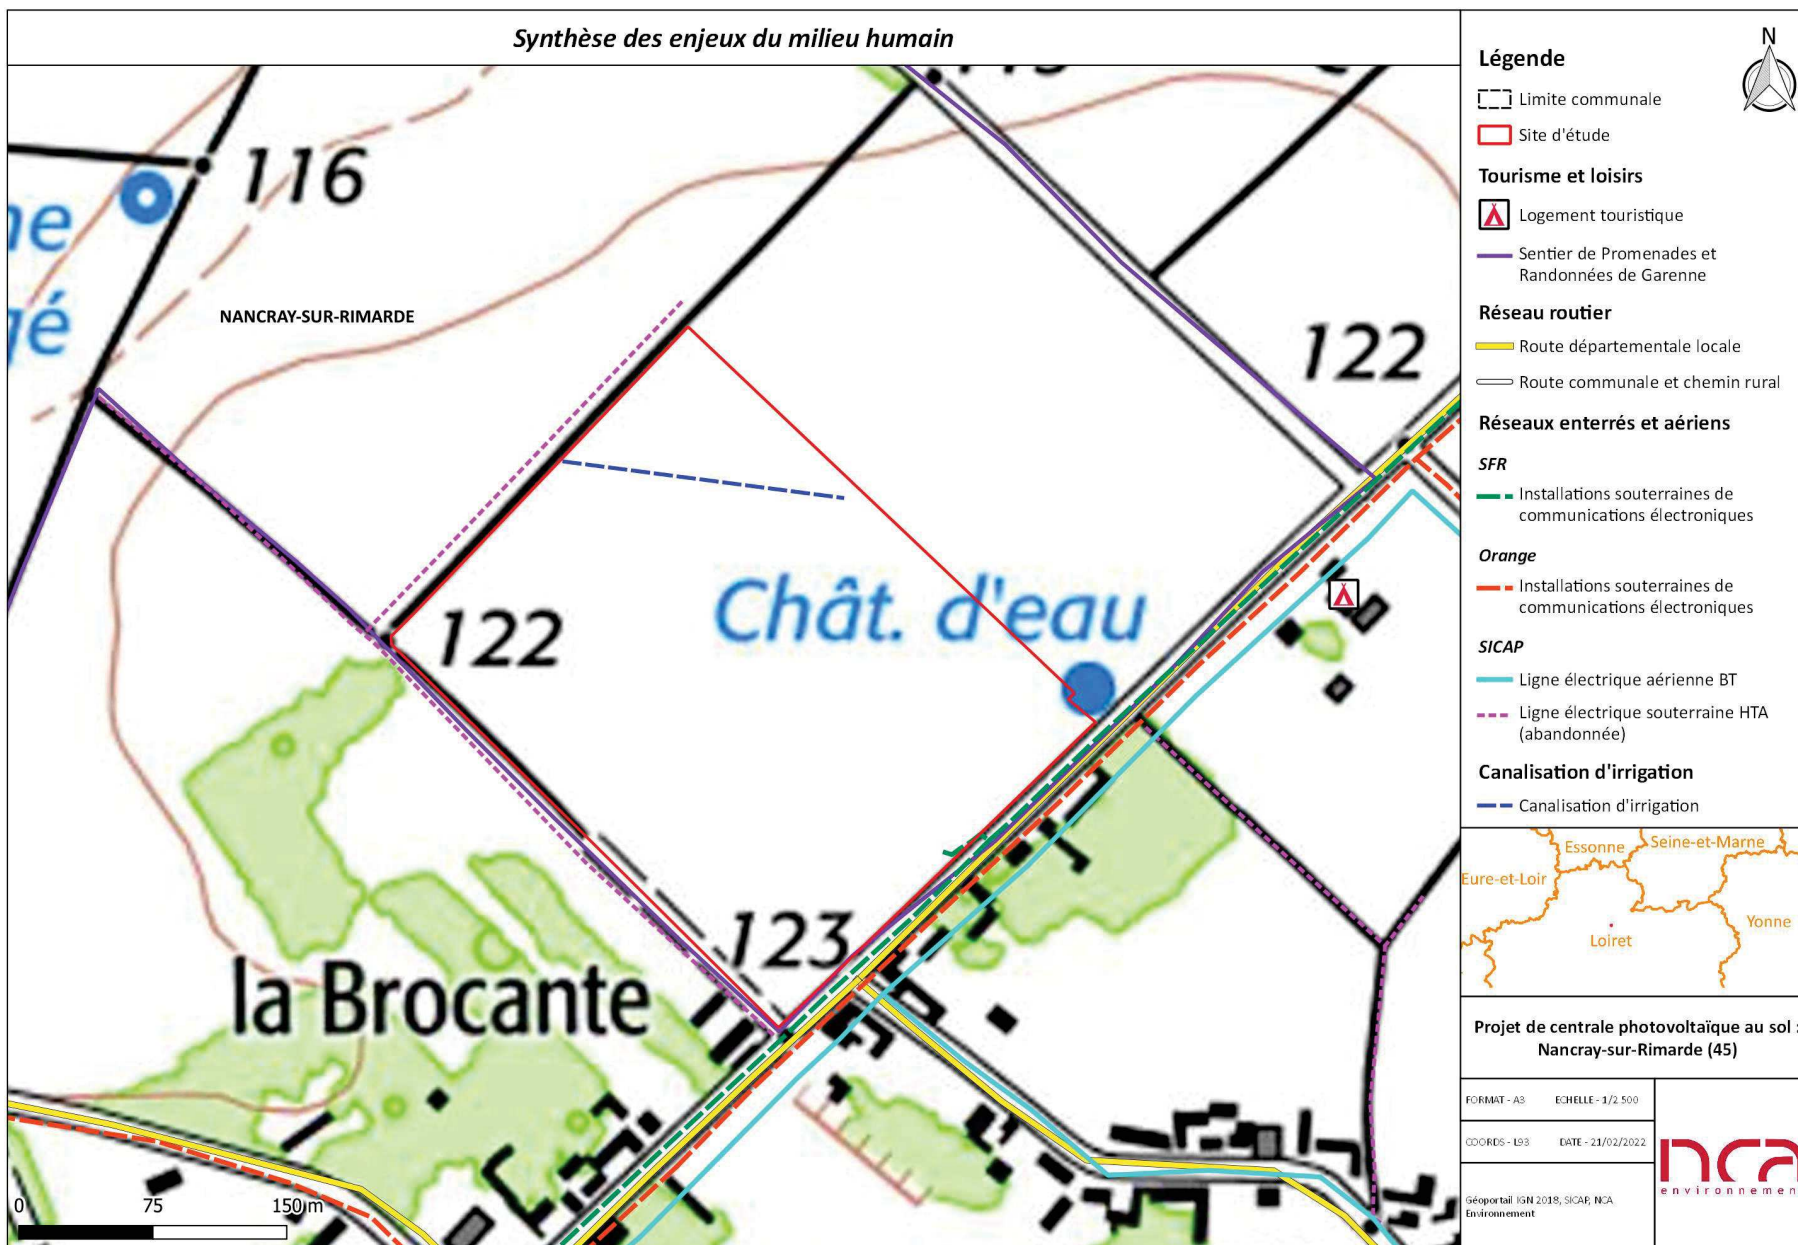 Synthèse des enjeux du milieu humain
116
NANCRAY-SUR-RIMARDE
122
122
Chât. d'eau
123
la Brocante
0 75 150 m
N
Légende
Limite communale
Site d'étude
Tourisme et loisirs
Logement touristique
Sentier de Promenades et
Randonnées de Garenne
Réseau routier
Route départementale locale
Route communale et chemin rural
Réseaux enterrés et aériens
SFR
Installations souterraines de
communications électroniques
Orange
Installations souterraines de
communications électroniques
SICAP
Ligne électrique aérienne BT
Ligne électrique souterraine HTA
(abandonnée)
Canalisation d'irrigation
Canalisation d'irrigation
Essonne
Seine-et-Marne
Eure-et-Loir
Yonne
Loiret
Projet de centrale photovoltaïque au sol :
Nancray-sur-Rimarde (45)
FORMAT - A3 ECHELLE - 1/2 500
COORDS - L93 DATE - 21/02/2022
Géoportail IGN 2018, SICAP, NCA
Environnement
nca
environnemen